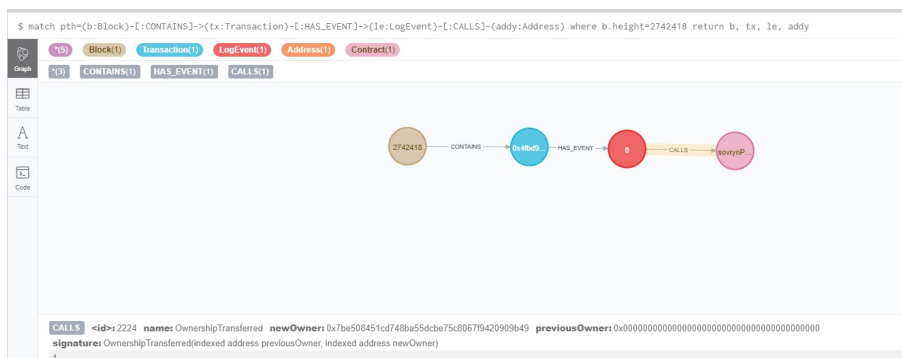 $ match pth=(b:Block)-[:CONTAINS]->(tx:Transaction)-[:HAS_EVENT]->(le:LogEvent)-[:CALLS]-(addy:Address) where b.height=2742418 return b, tx, le, addy
*(5) Block(1) Transaction(1) LogEvent(1) Address(1) Contract(1)
Graph
*(3) CONTAINS(1) HAS_EVENT(1) CALLS(1)
Table
Text
Code
2742418 CONTAINS 0x4fbd9... HAS_EVENT 0 CALLS sovrynP...
CALLS <id>: 2224 name: OwnershipTransferred newOwner: 0x7be508451cd748ba55dcbe75c8067f9420909b49 previousOwner: 0x0000000000000000000000000000000000000000
signature: OwnershipTransferred(indexed address previousOwner, indexed address newOwner)